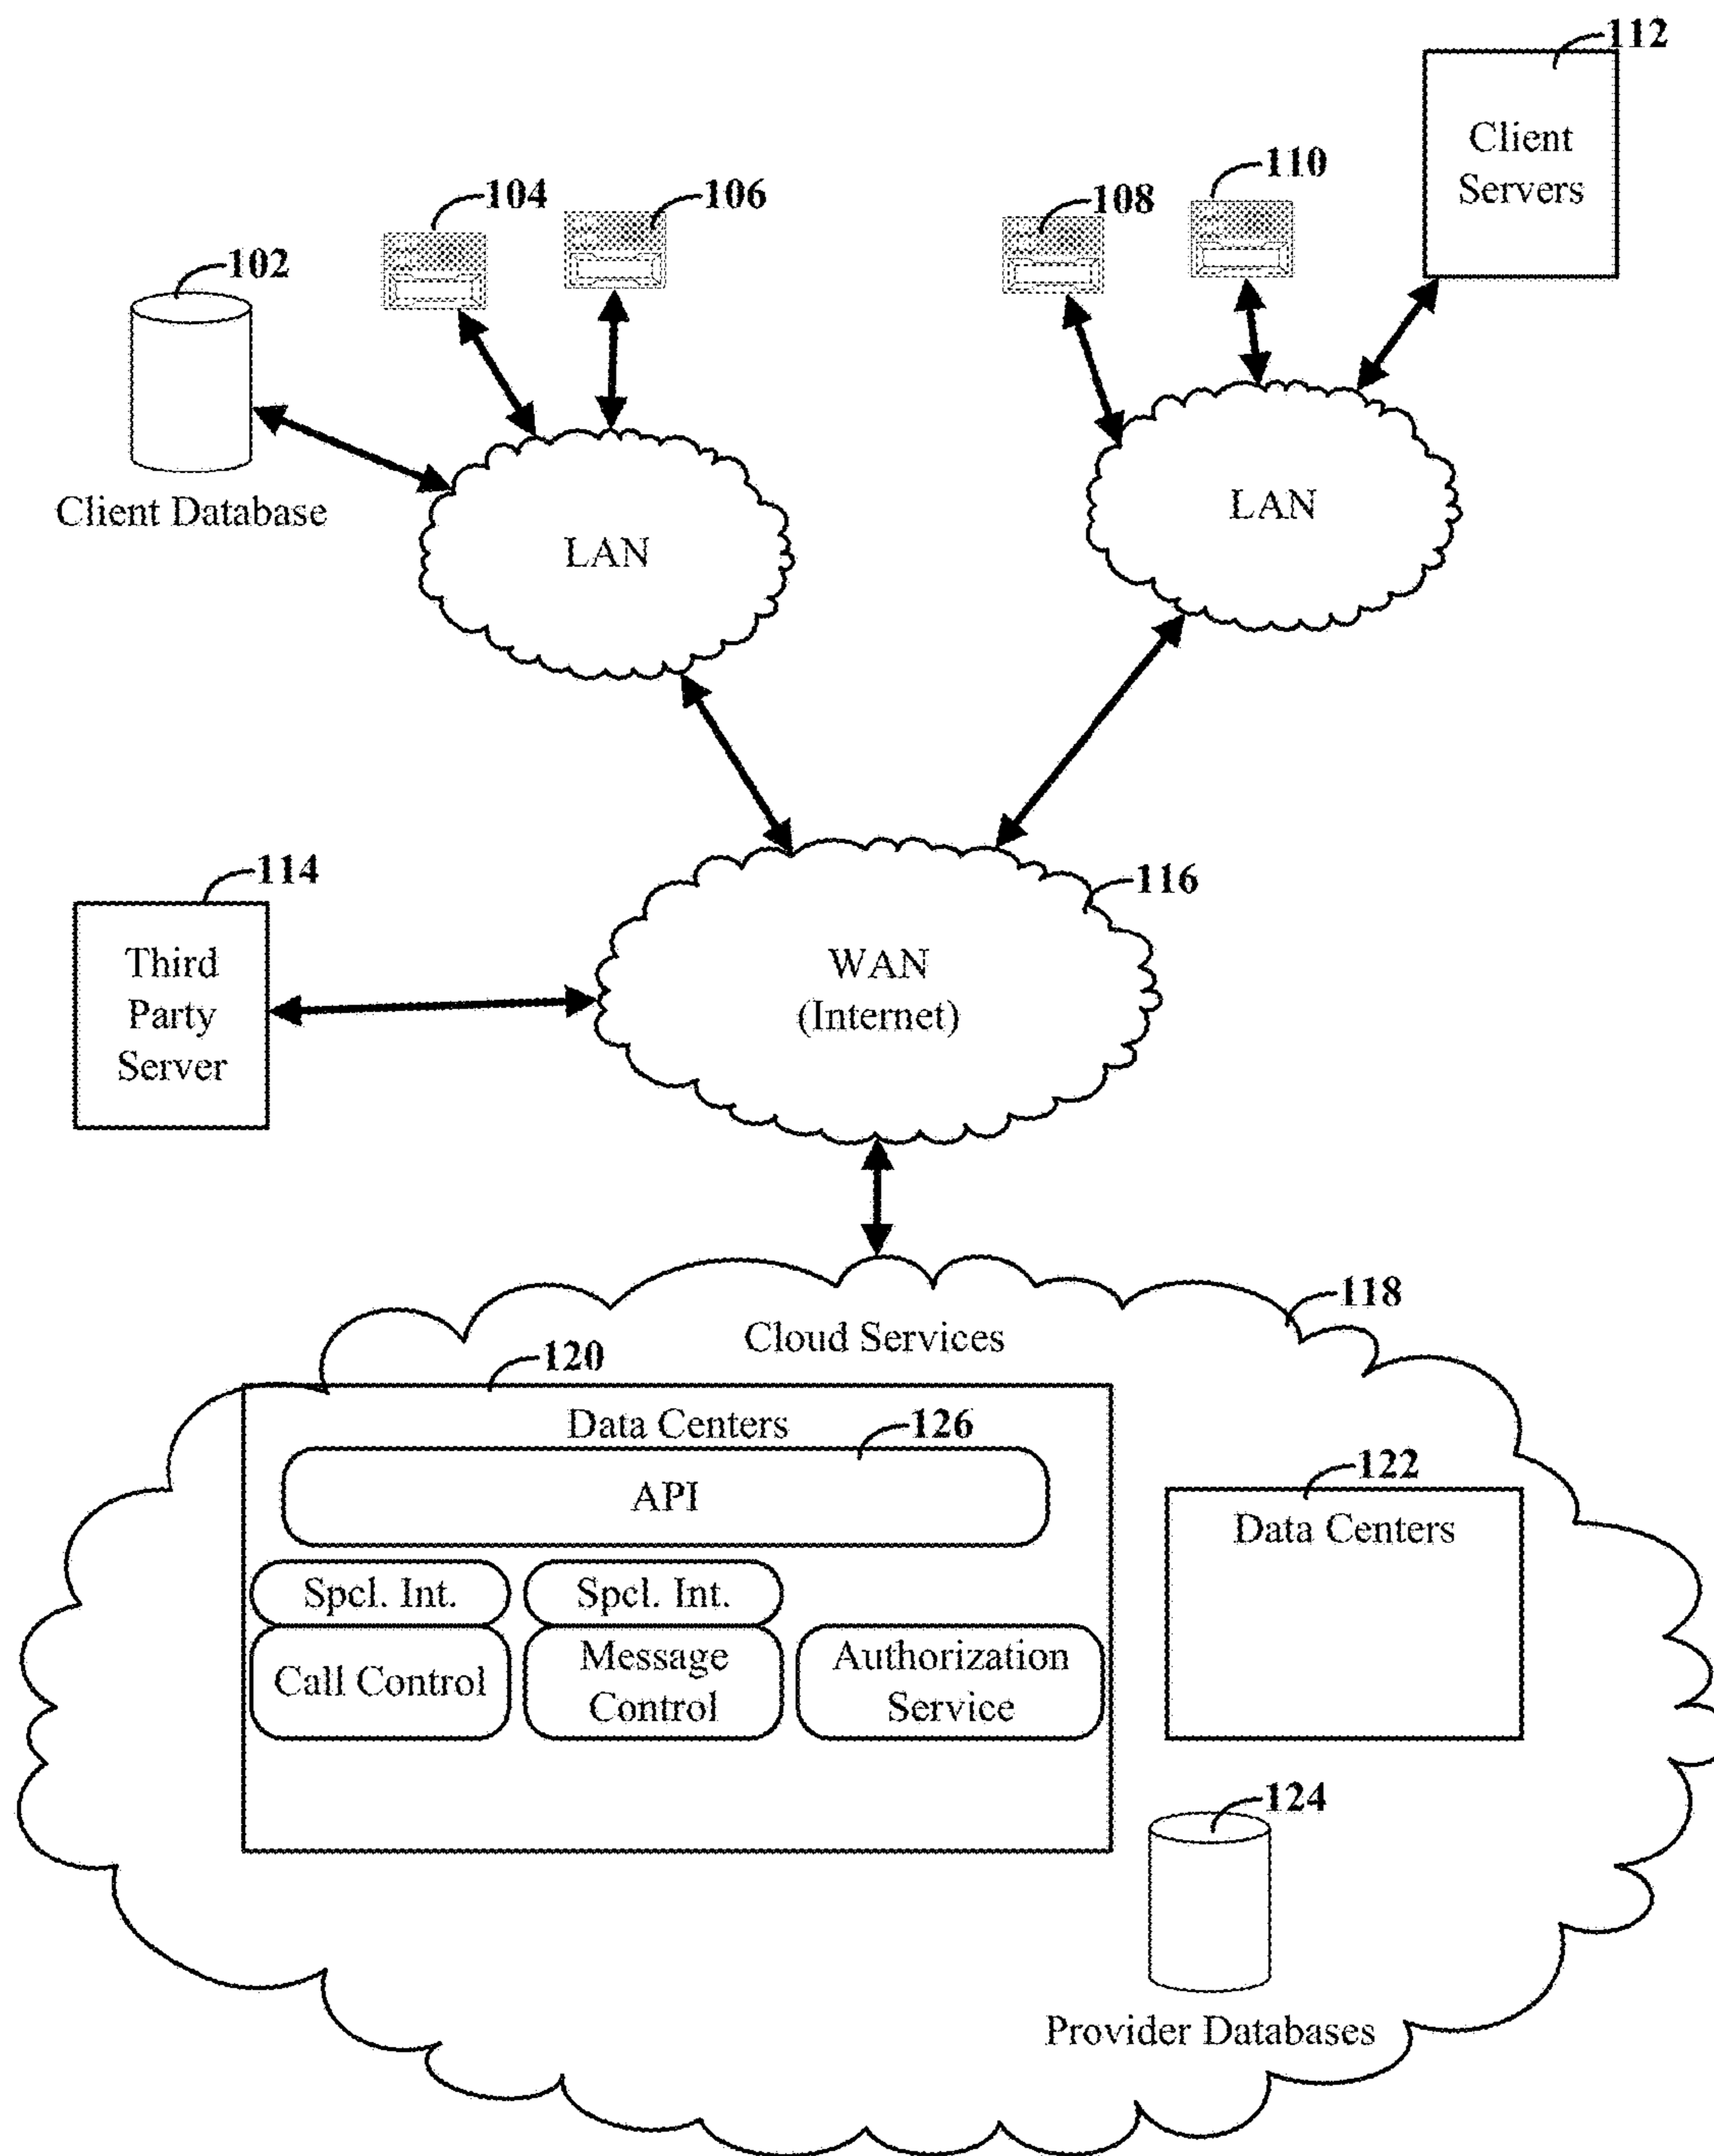 112
Client
Servers
104
106
108
110
102
Client Database
LAN
LAN
114
Third
Party
Server
116
WAN
(Internet)
118
Cloud Services
120
Data Centers
126
API
122
Data Centers
Spcl. Int.
Spcl. Int.
Call Control
Message
Control
Authorization
Service
124
Provider Databases